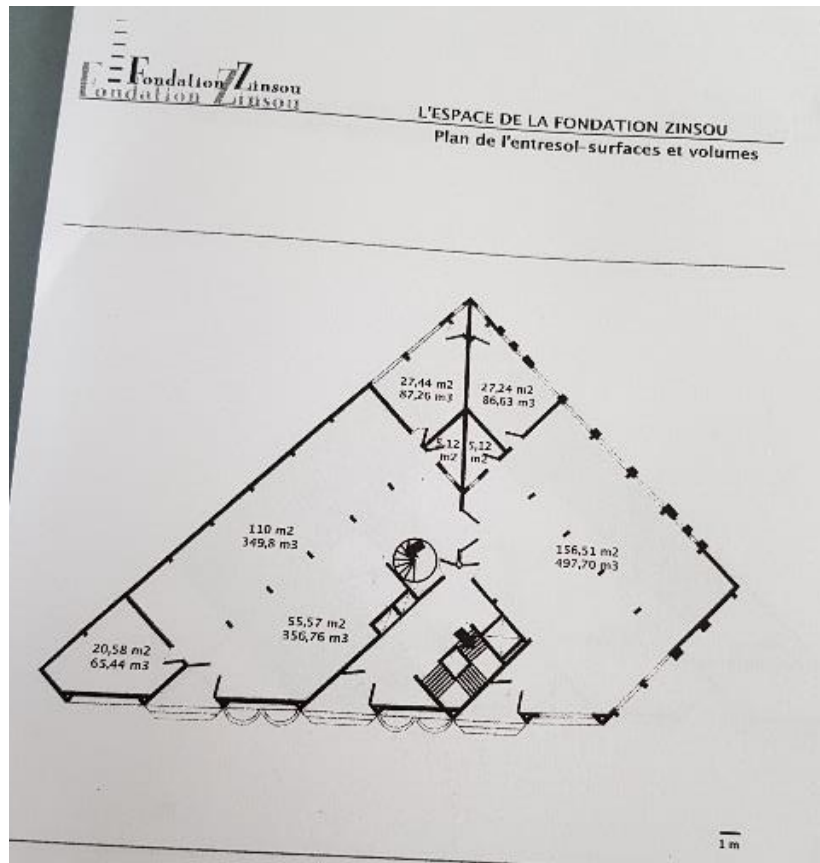 Fondation Zinsou
Fondation Zinsou
L'ESPACE DE LA FONDATION ZINSOU
Plan de l'entresol-surfaces et volumes
27,44 m2
87,26 m3
27,24 m2
86,63 m3
5,12
m2
5,12
m2
110 m2
349,8 m3
156,51 m2
497,70 m3
55,57 m2
356,76 m3
20,58 m2
65,44 m3
1 m